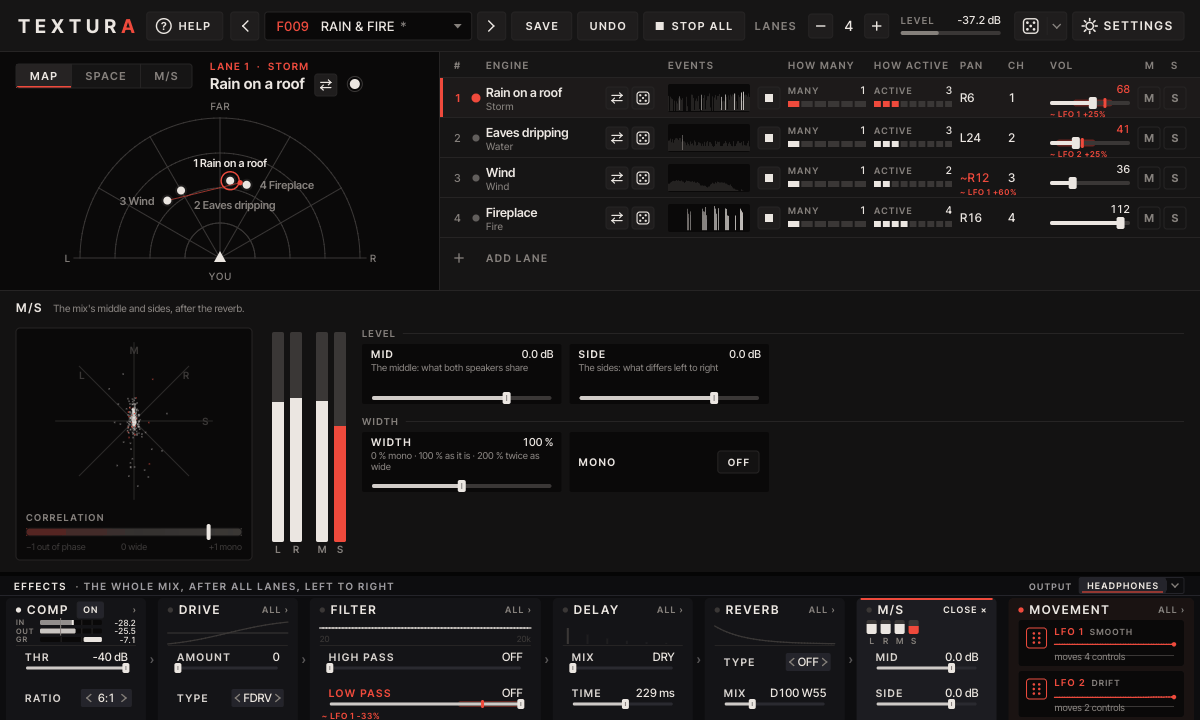 TEXTURA
HELP
F009 RAIN & FIRE *
SAVE
UNDO
STOP ALL
LANES
4
LEVEL -37.2 dB
SETTINGS
MAP
SPACE
M/S
LANE 1 · STORM
Rain on a roof
FAR
1 Rain on a roof
4 Fireplace
3 Wind
2 Eaves dripping
L
R
YOU
# ENGINE EVENTS HOW MANY HOW ACTIVE PAN CH VOL M S
1 Rain on a roof MANY 1 ACTIVE 3 R6 1 68 M S
Storm
~ LFO 1 +25%
2 Eaves dripping MANY 1 ACTIVE 3 L24 2 41 M S
Water
~ LFO 2 +25%
3 Wind MANY 1 ACTIVE 2 ~R12 3 36 M S
Wind
~ LFO 1 +60%
4 Fireplace MANY 1 ACTIVE 4 R16 4 112 M S
Fire
+ ADD LANE
M/S The mix's middle and sides, after the reverb.
M
L
R
S
CORRELATION
−1 out of phase 0 wide +1 mono
L R M S
LEVEL
MID 0.0 dB
The middle: what both speakers share
SIDE 0.0 dB
The sides: what differs left to right
WIDTH
WIDTH 100 %
0 % mono · 100 % as it is · 200 % twice as
wide
MONO OFF
EFFECTS · THE WHOLE MIX, AFTER ALL LANES, LEFT TO RIGHT
OUTPUT HEADPHONES
COMP ON ›
IN -28.2
OUT -25.5
GR -7.1
THR -40 dB
RATIO 6:1
DRIVE ALL ›
AMOUNT 0
TYPE FDRV
FILTER ALL ›
20 20k
HIGH PASS OFF
LOW PASS OFF
~ LFO 1 -33%
DELAY ALL ›
MIX DRY
TIME 229 ms
REVERB ALL ›
TYPE OFF
MIX D100 W55
M/S CLOSE ×
L R M S
MID 0.0 dB
SIDE 0.0 dB
MOVEMENT ALL ›
LFO 1 SMOOTH
moves 4 controls
LFO 2 DRIFT
moves 2 controls